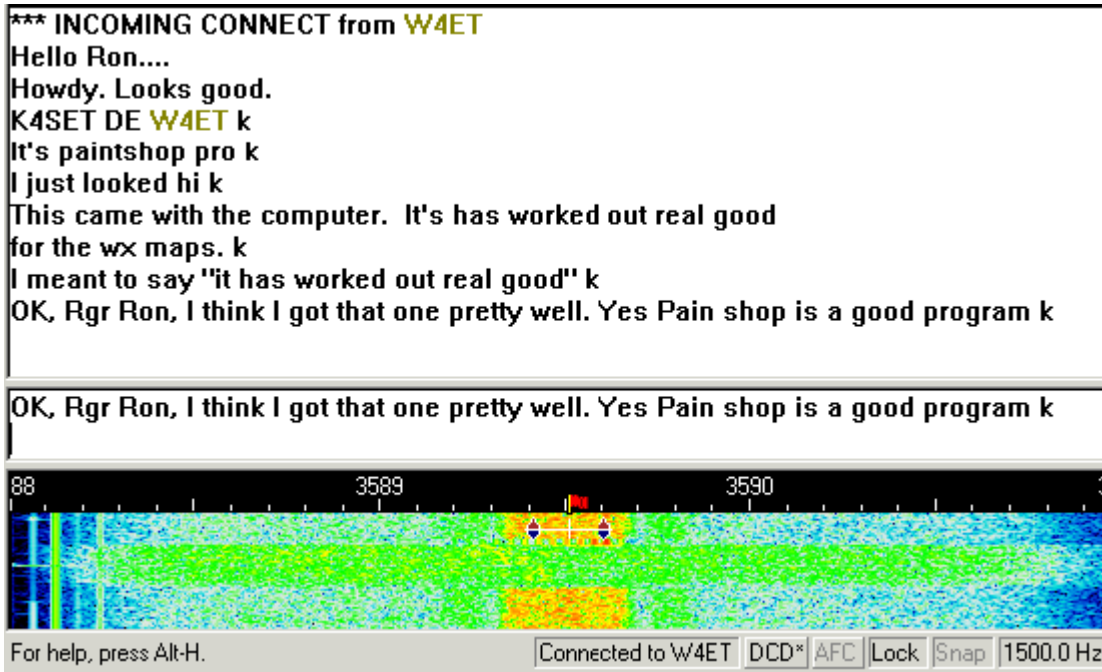 *** INCOMING CONNECT from W4ET
Hello Ron....
Howdy. Looks good.
K4SET DE W4ET k
It's paintshop pro k
I just looked hi k
This came with the computer.  It's has worked out real good
for the wx maps. k
I meant to say "it has worked out real good" k
OK, Rgr Ron, I think I got that one pretty well. Yes Pain shop is a good program k
OK, Rgr Ron, I think I got that one pretty well. Yes Pain shop is a good program k
88 3589 3590
For help, press Alt-H. Connected to W4ET DCD* AFC Lock Snap 1500.0 Hz